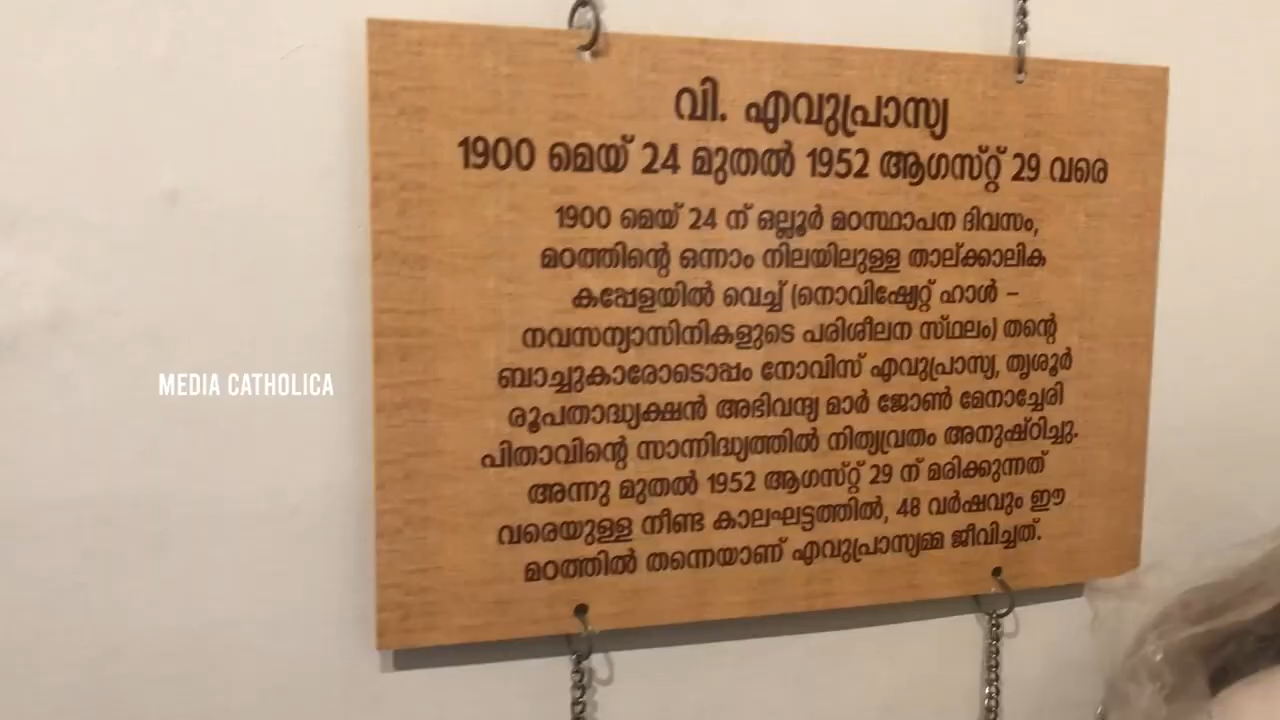 വി. എവുപ്രാസ്യ
1900 മെയ് 24 മുതൽ 1952 ആഗസ്റ്റ് 29 വരെ
1900 മെയ് 24 ന് ഒല്ലൂർ മഠസ്ഥാപന ദിവസം,
മഠത്തിന്റെ ഒന്നാം നിലയിലുള്ള താല്ക്കാലിക
കപ്പേളയിൽ വെച്ച് (നൊവിഷ്യേറ്റ് ഹാൾ –
നവസന്യാസിനികളുടെ പരിശീലന സ്ഥലം) തന്റെ
ബാച്ചുകാരോടൊപ്പം നോവിസ് എവുപ്രാസ്യ, തൃശൂർ
രൂപതാദ്ധ്യക്ഷൻ അഭിവന്ദ്യ മാർ ജോൺ മേനാച്ചേരി
പിതാവിന്റെ സാന്നിദ്ധ്യത്തിൽ നിത്യവ്രതം അനുഷ്ഠിച്ചു.
അന്നു മുതൽ 1952 ആഗസ്റ്റ് 29 ന് മരിക്കുന്നത്
വരെയുള്ള നീണ്ട കാലഘട്ടത്തിൽ, 48 വർഷവും ഈ
മഠത്തിൽ തന്നെയാണ് എവുപ്രാസ്യമ്മ ജീവിച്ചത്.
MEDIA CATHOLICA